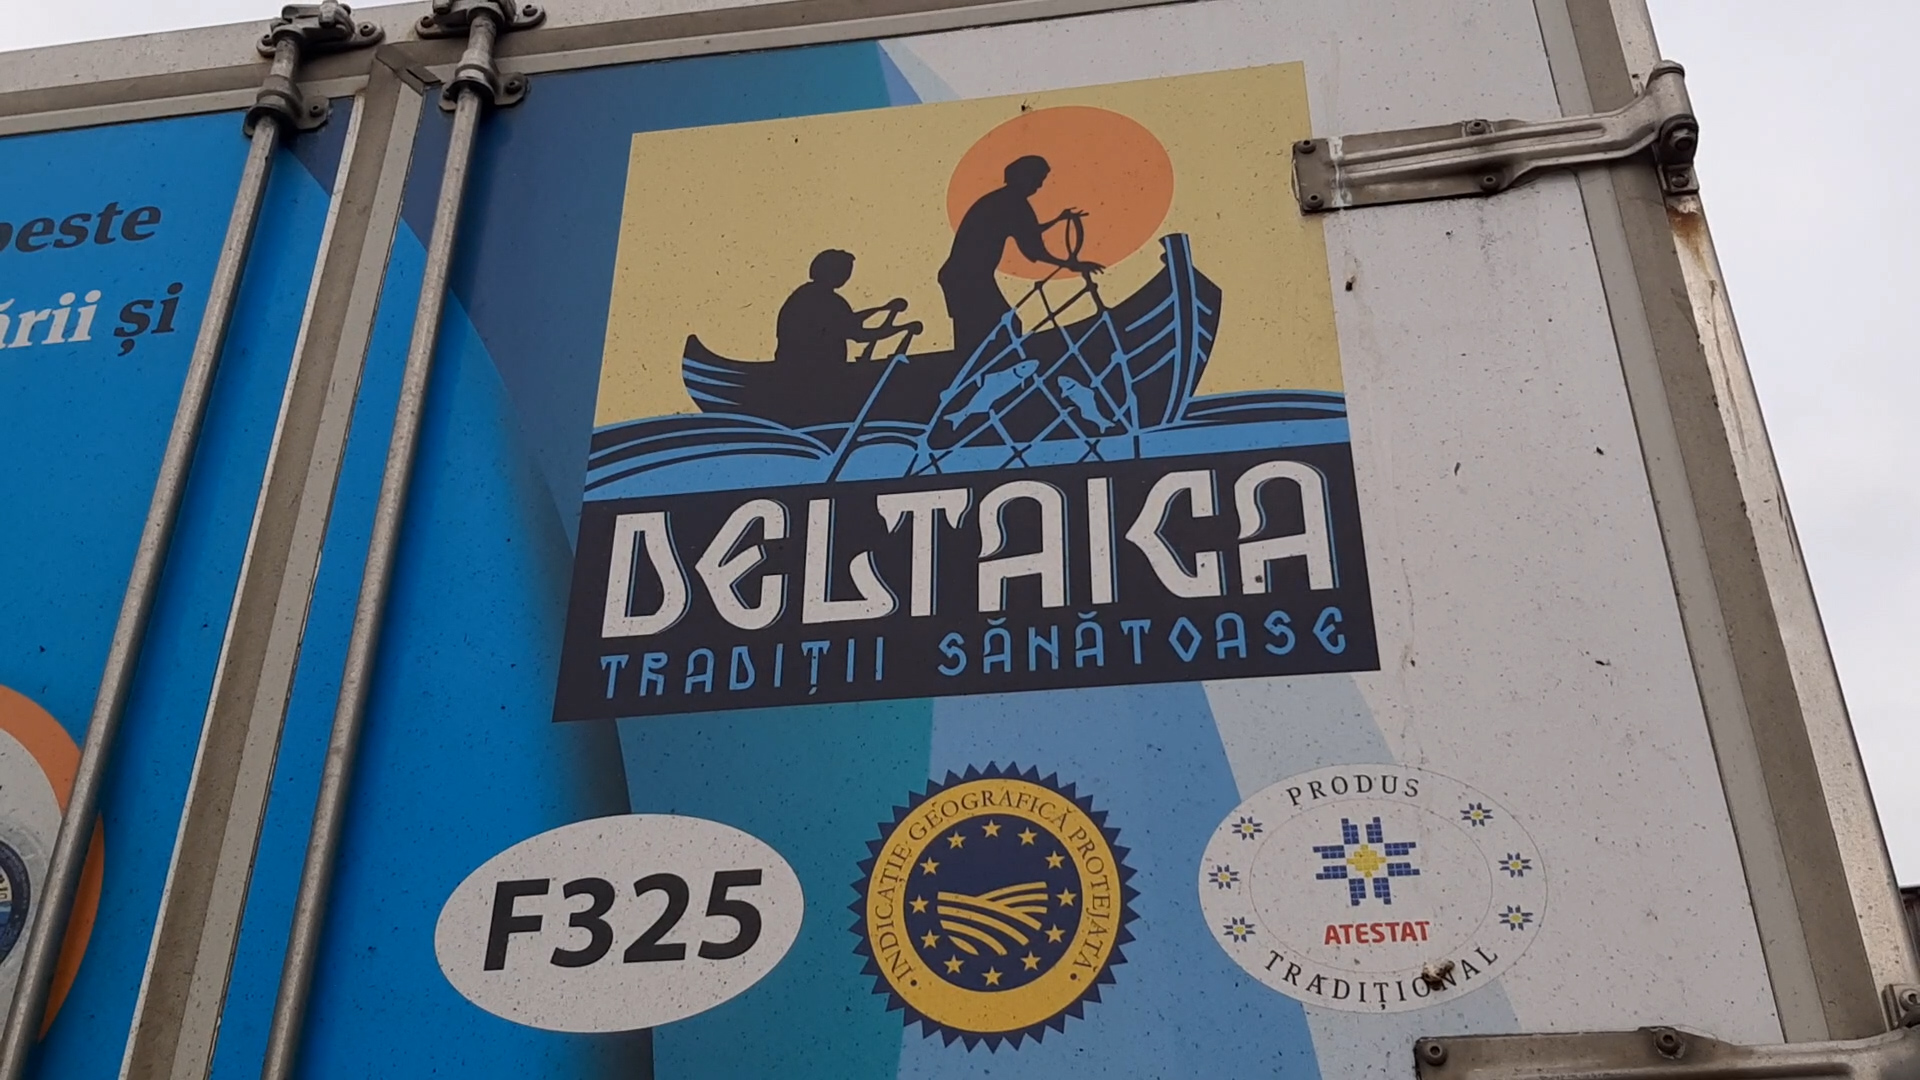 peste
ării și
DELTAICA
TRADIȚII SĂNĂTOASE
F325
INDICAȚIE GEOGRAFICĂ PROTEJATĂ
PRODUS
ATESTAT
TRADIȚIONAL